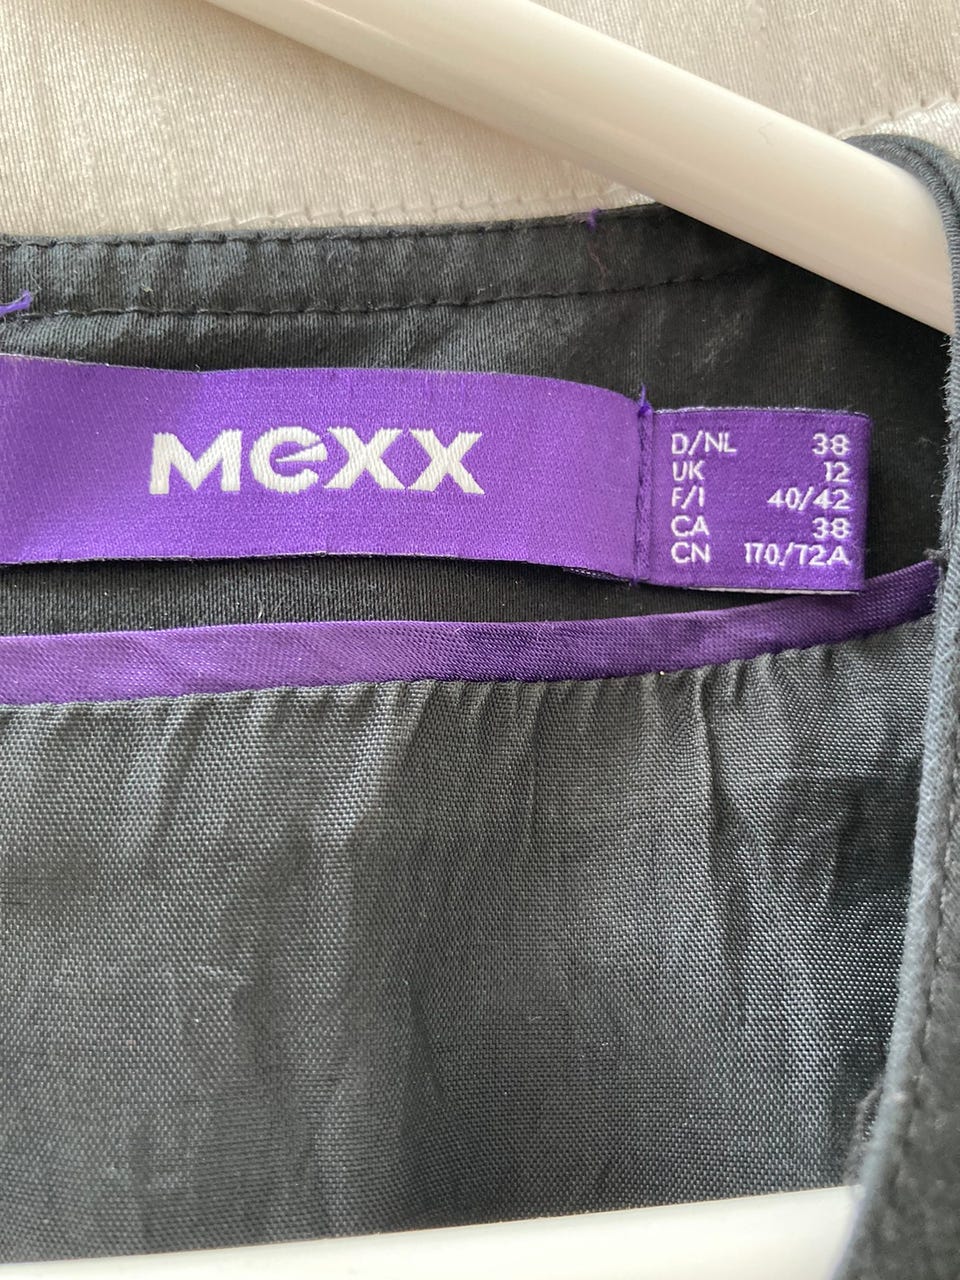 mexx
D/NL 38
UK 12
F/I 40/42
CA 38
CN 170/72A